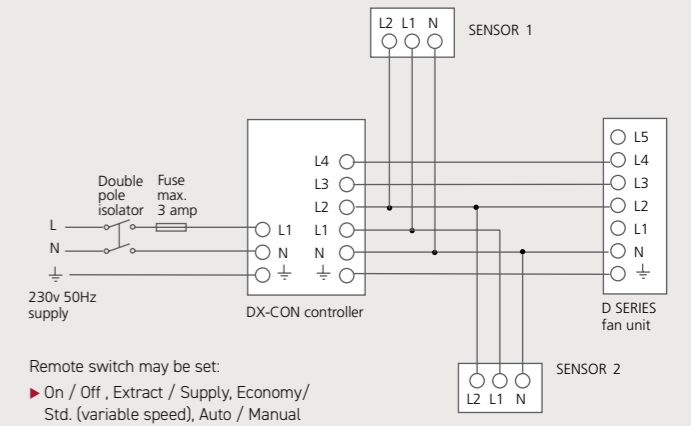 L2 L1 N
SENSOR 1
L5
L4 L4
L3 L3
Double
pole
isolator
Fuse
max.
3 amp
L2 L2
L L1 L1 L1
N N N N
⏚ ⏚ ⏚ ⏚
230v 50Hz
supply
DX-CON controller
D SERIES
fan unit
SENSOR 2
L2 L1 N
Remote switch may be set:
▶ On / Off , Extract / Supply, Economy/
Std. (variable speed), Auto / Manual